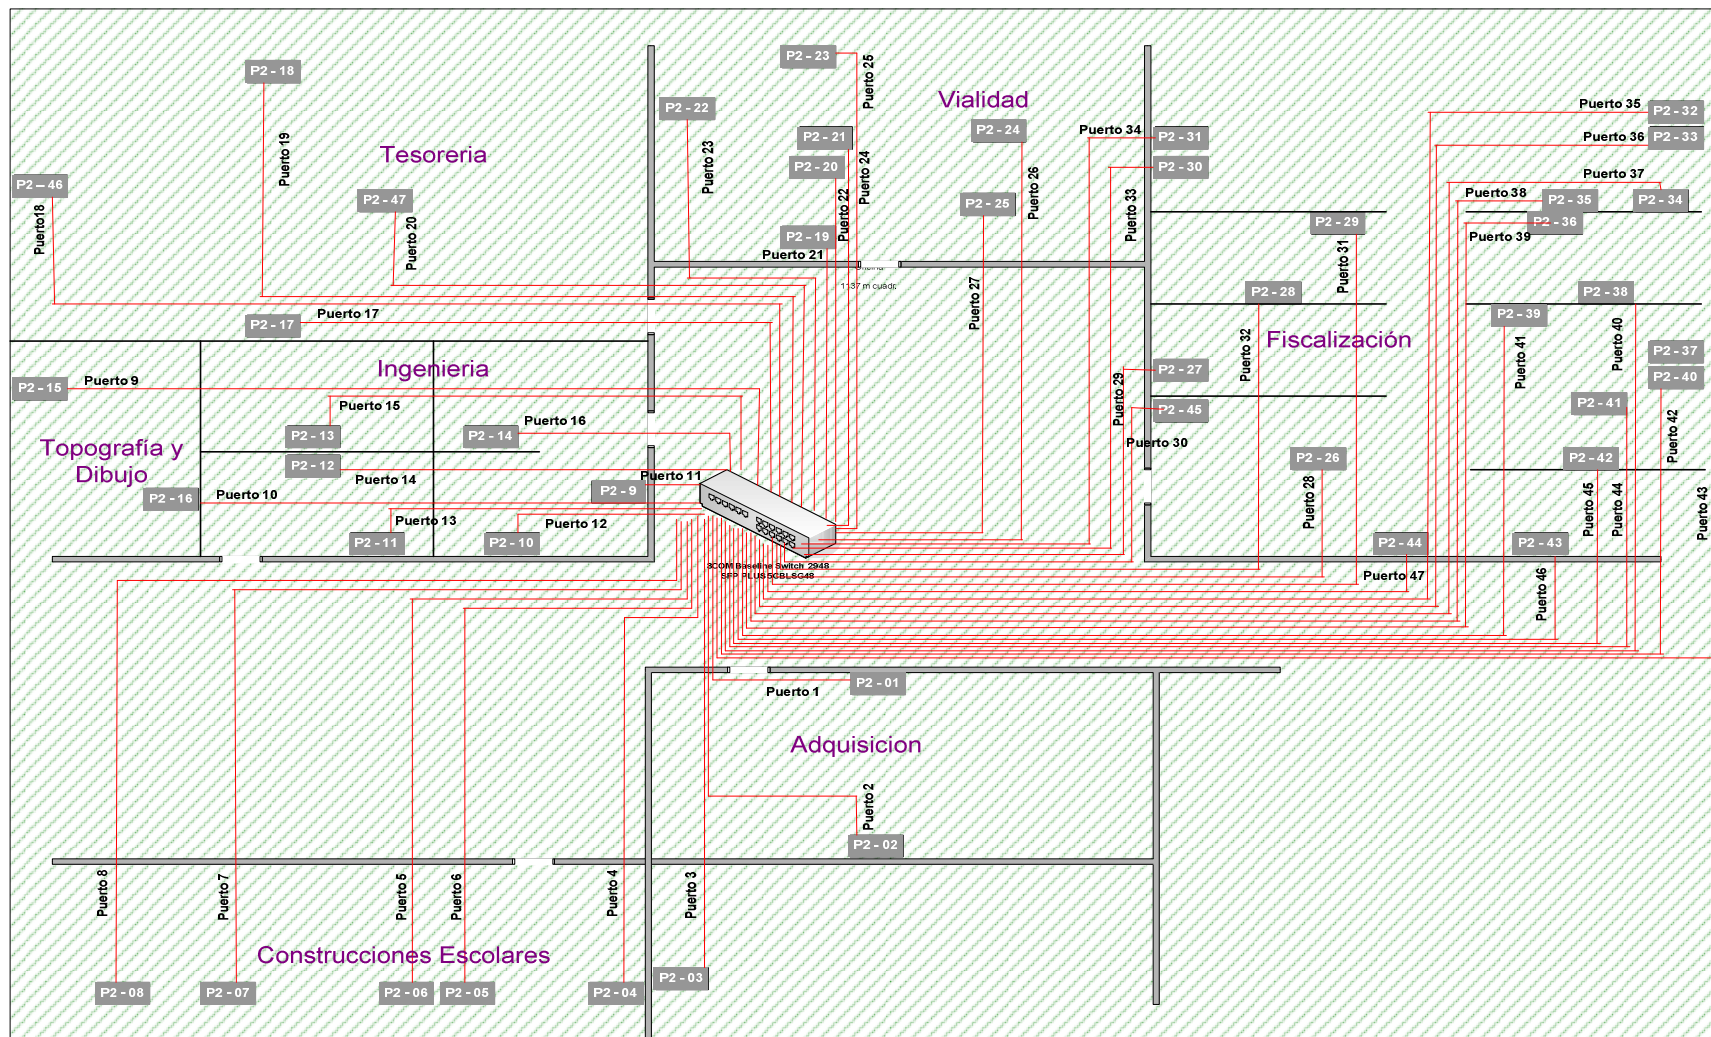 P2 - 23
Puerto 25
P2 - 18
Puerto 19
Tesoreria
P2 – 46
Puerto18
P2 - 47
Puerto 20
P2 - 17
Puerto 17
P2 - 22
Puerto 23
P2 - 21
P2 - 20
Puerto 24
Puerto 22
P2 - 19
Puerto 21
Vialidad
P2 - 24
Puerto 26
P2 - 25
Puerto 27
1137 m cuadr.
Puerto 34
P2 - 31
P2 - 30
Puerto 33
Puerto 35
P2 - 32
Puerto 36
P2 - 33
Puerto 37
Puerto 38
P2 - 35
P2 - 34
P2 - 36
Puerto 39
P2 - 29
Puerto 31
P2 - 28
Puerto 32
Fiscalización
P2 - 38
P2 - 39
Puerto 40
Puerto 41
P2 - 37
P2 - 40
P2 - 41
Puerto 42
P2 - 27
Puerto 29
P2 - 45
Puerto 30
P2 - 26
Puerto 28
P2 - 42
Puerto 45
Puerto 44
Puerto 43
P2 - 44
Puerto 47
P2 - 43
Puerto 46
Ingenieria
P2 - 15
Puerto 9
Puerto 15
P2 - 13
P2 - 14
Puerto 16
Topografía y
Dibujo
P2 - 12
Puerto 14
P2 - 16
Puerto 10
P2 - 9
Puerto 11
Puerto 13
P2 - 11
Puerto 12
P2 - 10
3COM Baseline Switch 2948
SFP PLUS 3CBLSG48
P2 - 01
Puerto 1
Adquisicion
Puerto 2
P2 - 02
Puerto 8
Puerto 7
Puerto 5
Puerto 6
Puerto 4
Puerto 3
Construcciones Escolares
P2 - 08
P2 - 07
P2 - 06
P2 - 05
P2 - 04
P2 - 03